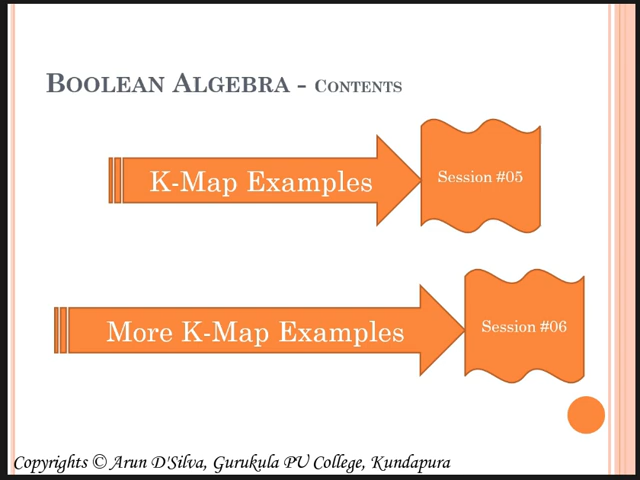 BOOLEAN ALGEBRA - CONTENTS
K-Map Examples
Session #05
More K-Map Examples
Session #06
Copyrights © Arun D'Silva, Gurukula PU College, Kundapura